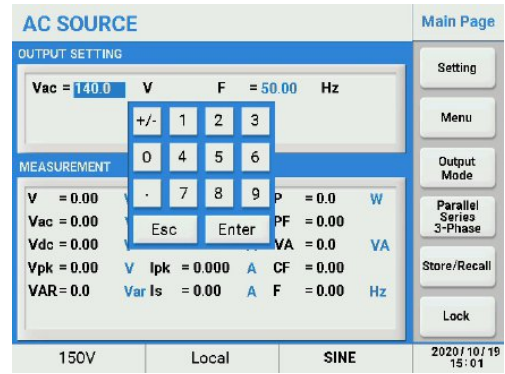 AC SOURCE
Main Page
OUTPUT SETTING
Vac = 140.0 V F = 50.00 Hz
+/- 1 2 3
0 4 5 6
. 7 8 9
Esc Enter
MEASUREMENT
V = 0.00 P = 0.0 W
Vac = 0.00 PF = 0.00
Vdc = 0.00 VA = 0.0 VA
Vpk = 0.00 V Ipk = 0.000 A CF = 0.00
VAR= 0.0 Var Is = 0.00 A F = 0.00 Hz
Setting
Menu
Output
Mode
Parallel
Series
3-Phase
Store/Recall
Lock
150V Local SINE
2020/10/19
15:01